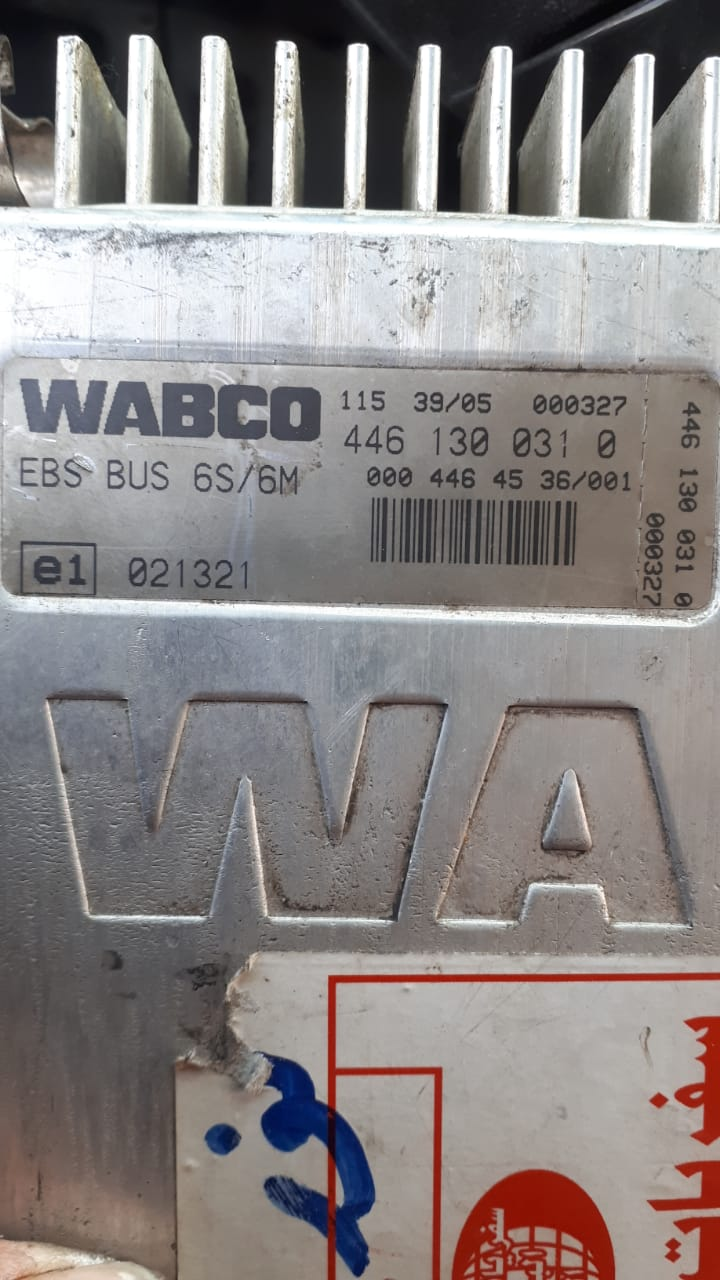 WABCO
115 39/05 000327
446 130 031 0
EBS BUS 6S/6M
000 446 45 36/001
e1 021321
446 130 031 0
000327
WA